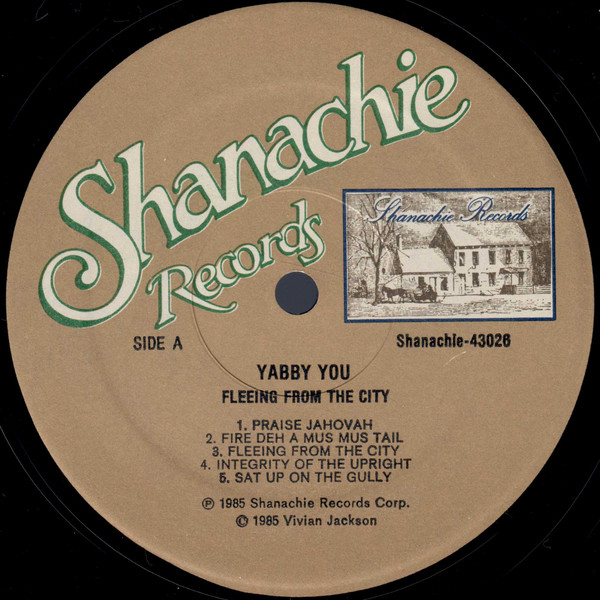 Shanachie
Records
Shanachie Records
SIDE A
Shanachie-43026
YABBY YOU
FLEEING FROM THE CITY
1. PRAISE JAHOVAH
2. FIRE DEH A MUS MUS TAIL
3. FLEEING FROM THE CITY
4. INTEGRITY OF THE UPRIGHT
5. SAT UP ON THE GULLY
℗ 1985 Shanachie Records Corp.
© 1985 Vivian Jackson